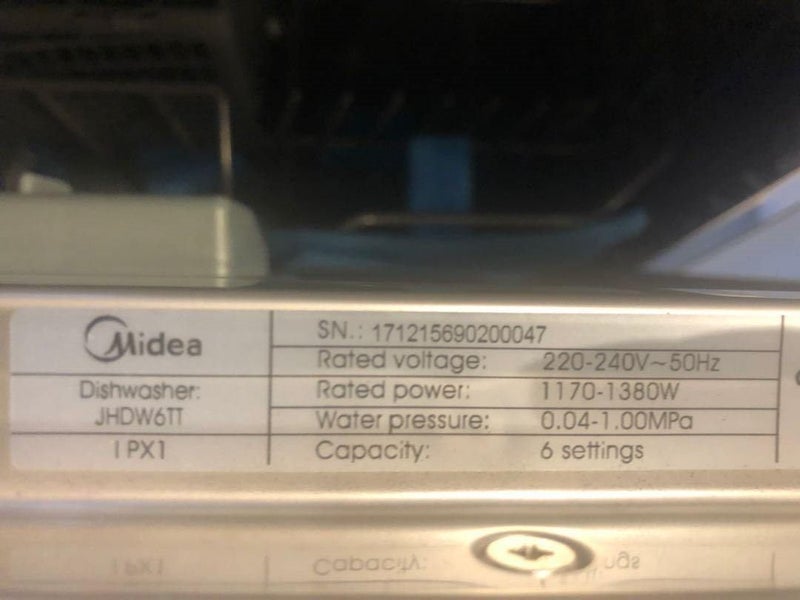 Midea
SN.: 171215690200047
Rated voltage: 220-240V~50Hz
Dishwasher:
JHDW6TT
Rated power: 1170-1380W
Water pressure: 0.04-1.00MPa
IPX1
Capacity: 6 settings